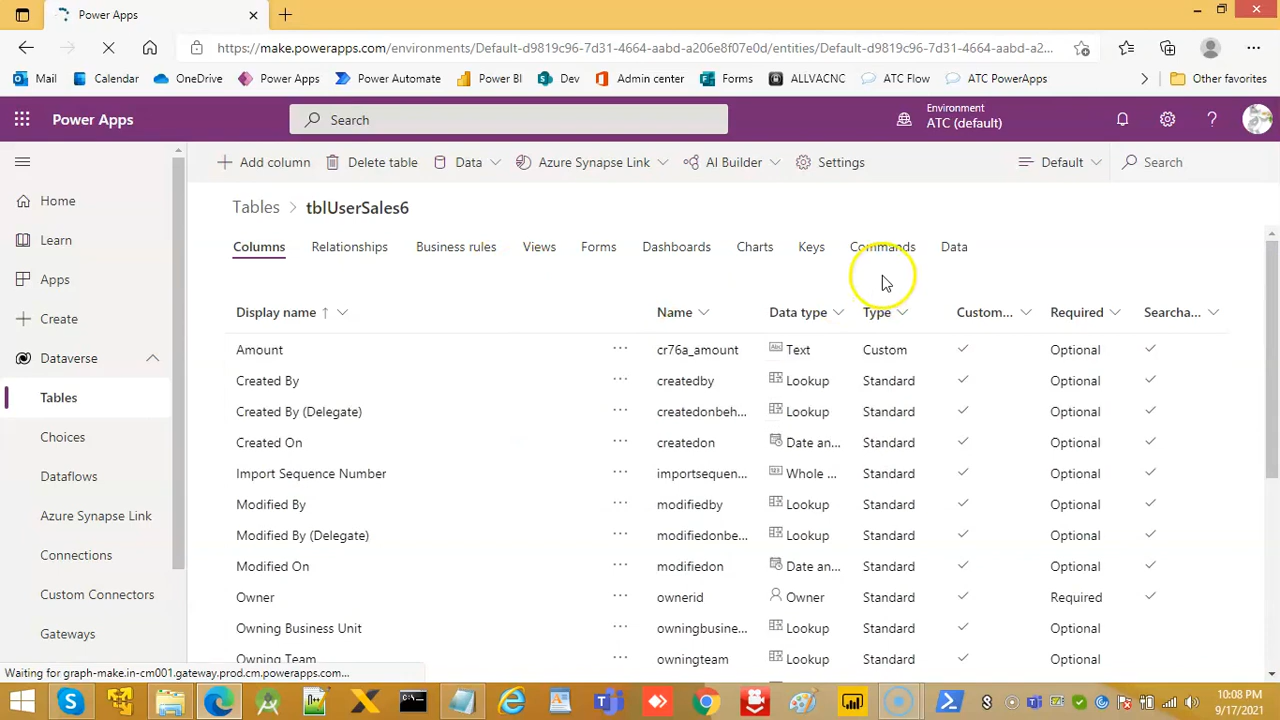 Power Apps
https://make.powerapps.com/environments/Default-d9819c96-7d31-4664-aabd-a206e8f07e0d/entities/Default-d9819c96-7d31-4664-aabd-a2...
Mail Calendar OneDrive Power Apps Power Automate Power BI Dev Admin center Forms ALLVACNC ATC Flow ATC PowerApps Other favorites
Power Apps Search Environment
ATC (default)
Add column Delete table Data Azure Synapse Link AI Builder Settings Default Search
Home
Learn
Apps
Create
Dataverse
Tables
Choices
Dataflows
Azure Synapse Link
Connections
Custom Connectors
Gateways
Tables > tblUserSales6
Columns Relationships Business rules Views Forms Dashboards Charts Keys Commands Data
Display name ↑ Name Data type Type Custom... Required Searcha...
Amount ... cr76a_amount Abc Text Custom ✓ Optional ✓
Created By ... createdby Lookup Standard ✓ Optional ✓
Created By (Delegate) ... createdonbeh... Lookup Standard ✓ Optional ✓
Created On ... createdon Date an... Standard ✓ Optional ✓
Import Sequence Number ... importsequen... Whole ... Standard ✓ Optional ✓
Modified By ... modifiedby Lookup Standard ✓ Optional ✓
Modified By (Delegate) ... modifiedonbe... Lookup Standard ✓ Optional ✓
Modified On ... modifiedon Date an... Standard ✓ Optional ✓
Owner ... ownerid Owner Standard ✓ Required ✓
Owning Business Unit ... owningbusine... Lookup Standard ✓ Optional
Owning Team ... owningteam Lookup Standard ✓ Optional
Waiting for graph-make.in-cm001.gateway.prod.cm.powerapps.com...
10:08 PM
9/17/2021